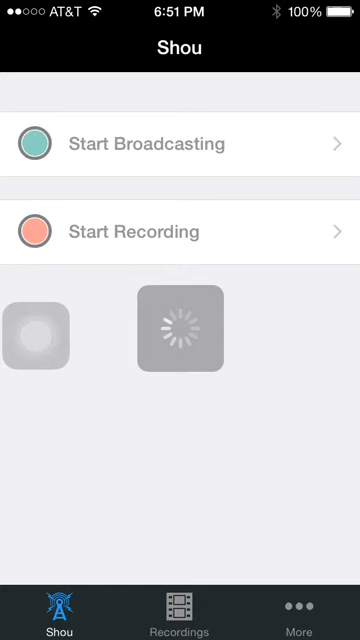 AT&T 6:51 PM 100%
Shou
Start Broadcasting
Start Recording
Shou Recordings More